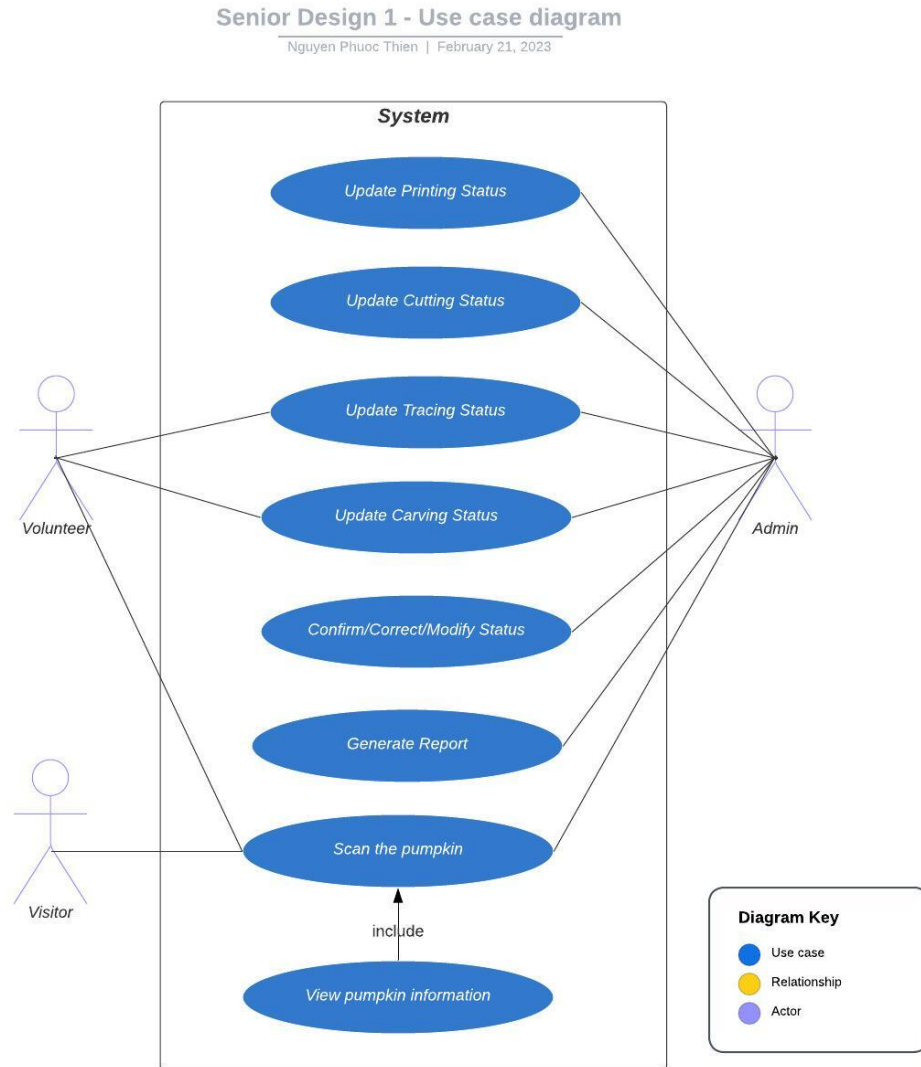 Senior Design 1 - Use case diagram
Nguyen Phuoc Thien | February 21, 2023
System
Update Printing Status
Update Cutting Status
Update Tracing Status
Volunteer
Update Carving Status
Admin
Confirm/Correct/Modify Status
Generate Report
Scan the pumpkin
Visitor
include
View pumpkin information
Diagram Key
Use case
Relationship
Actor